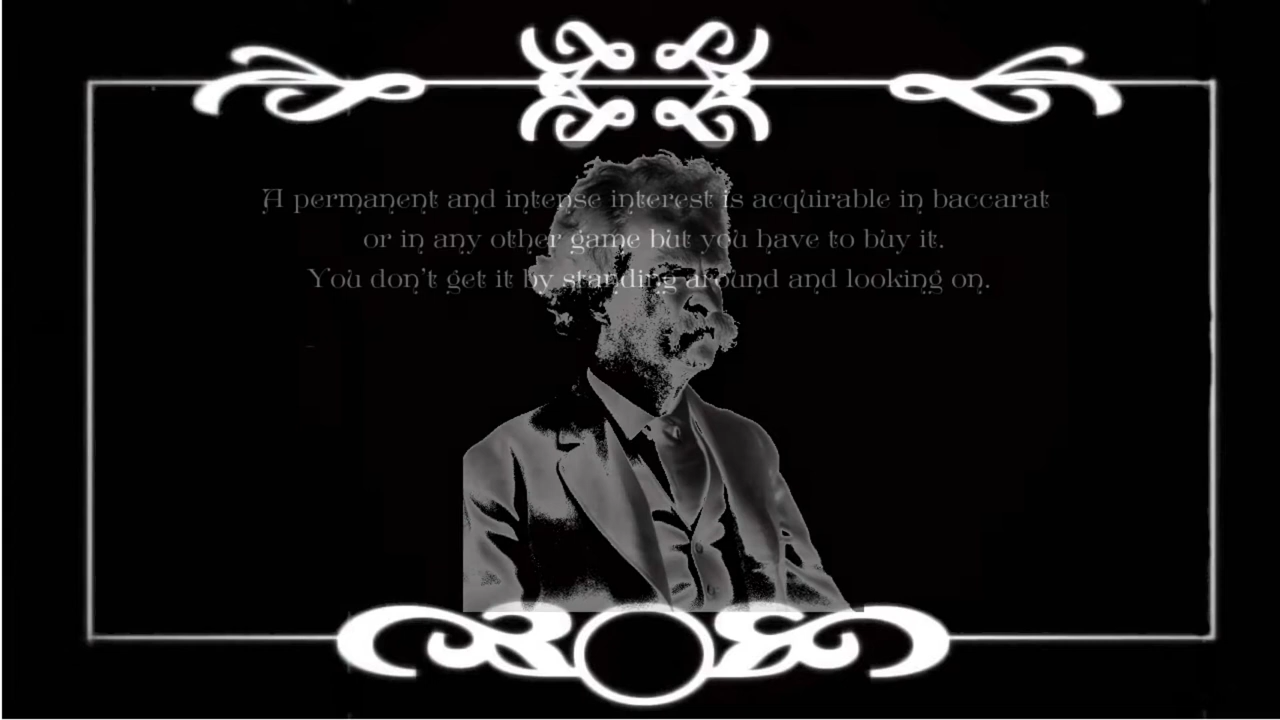 A permanent and intense interest is acquirable in baccarat
or in any other game but you have to buy it.
You don't get it by standing around and looking on.